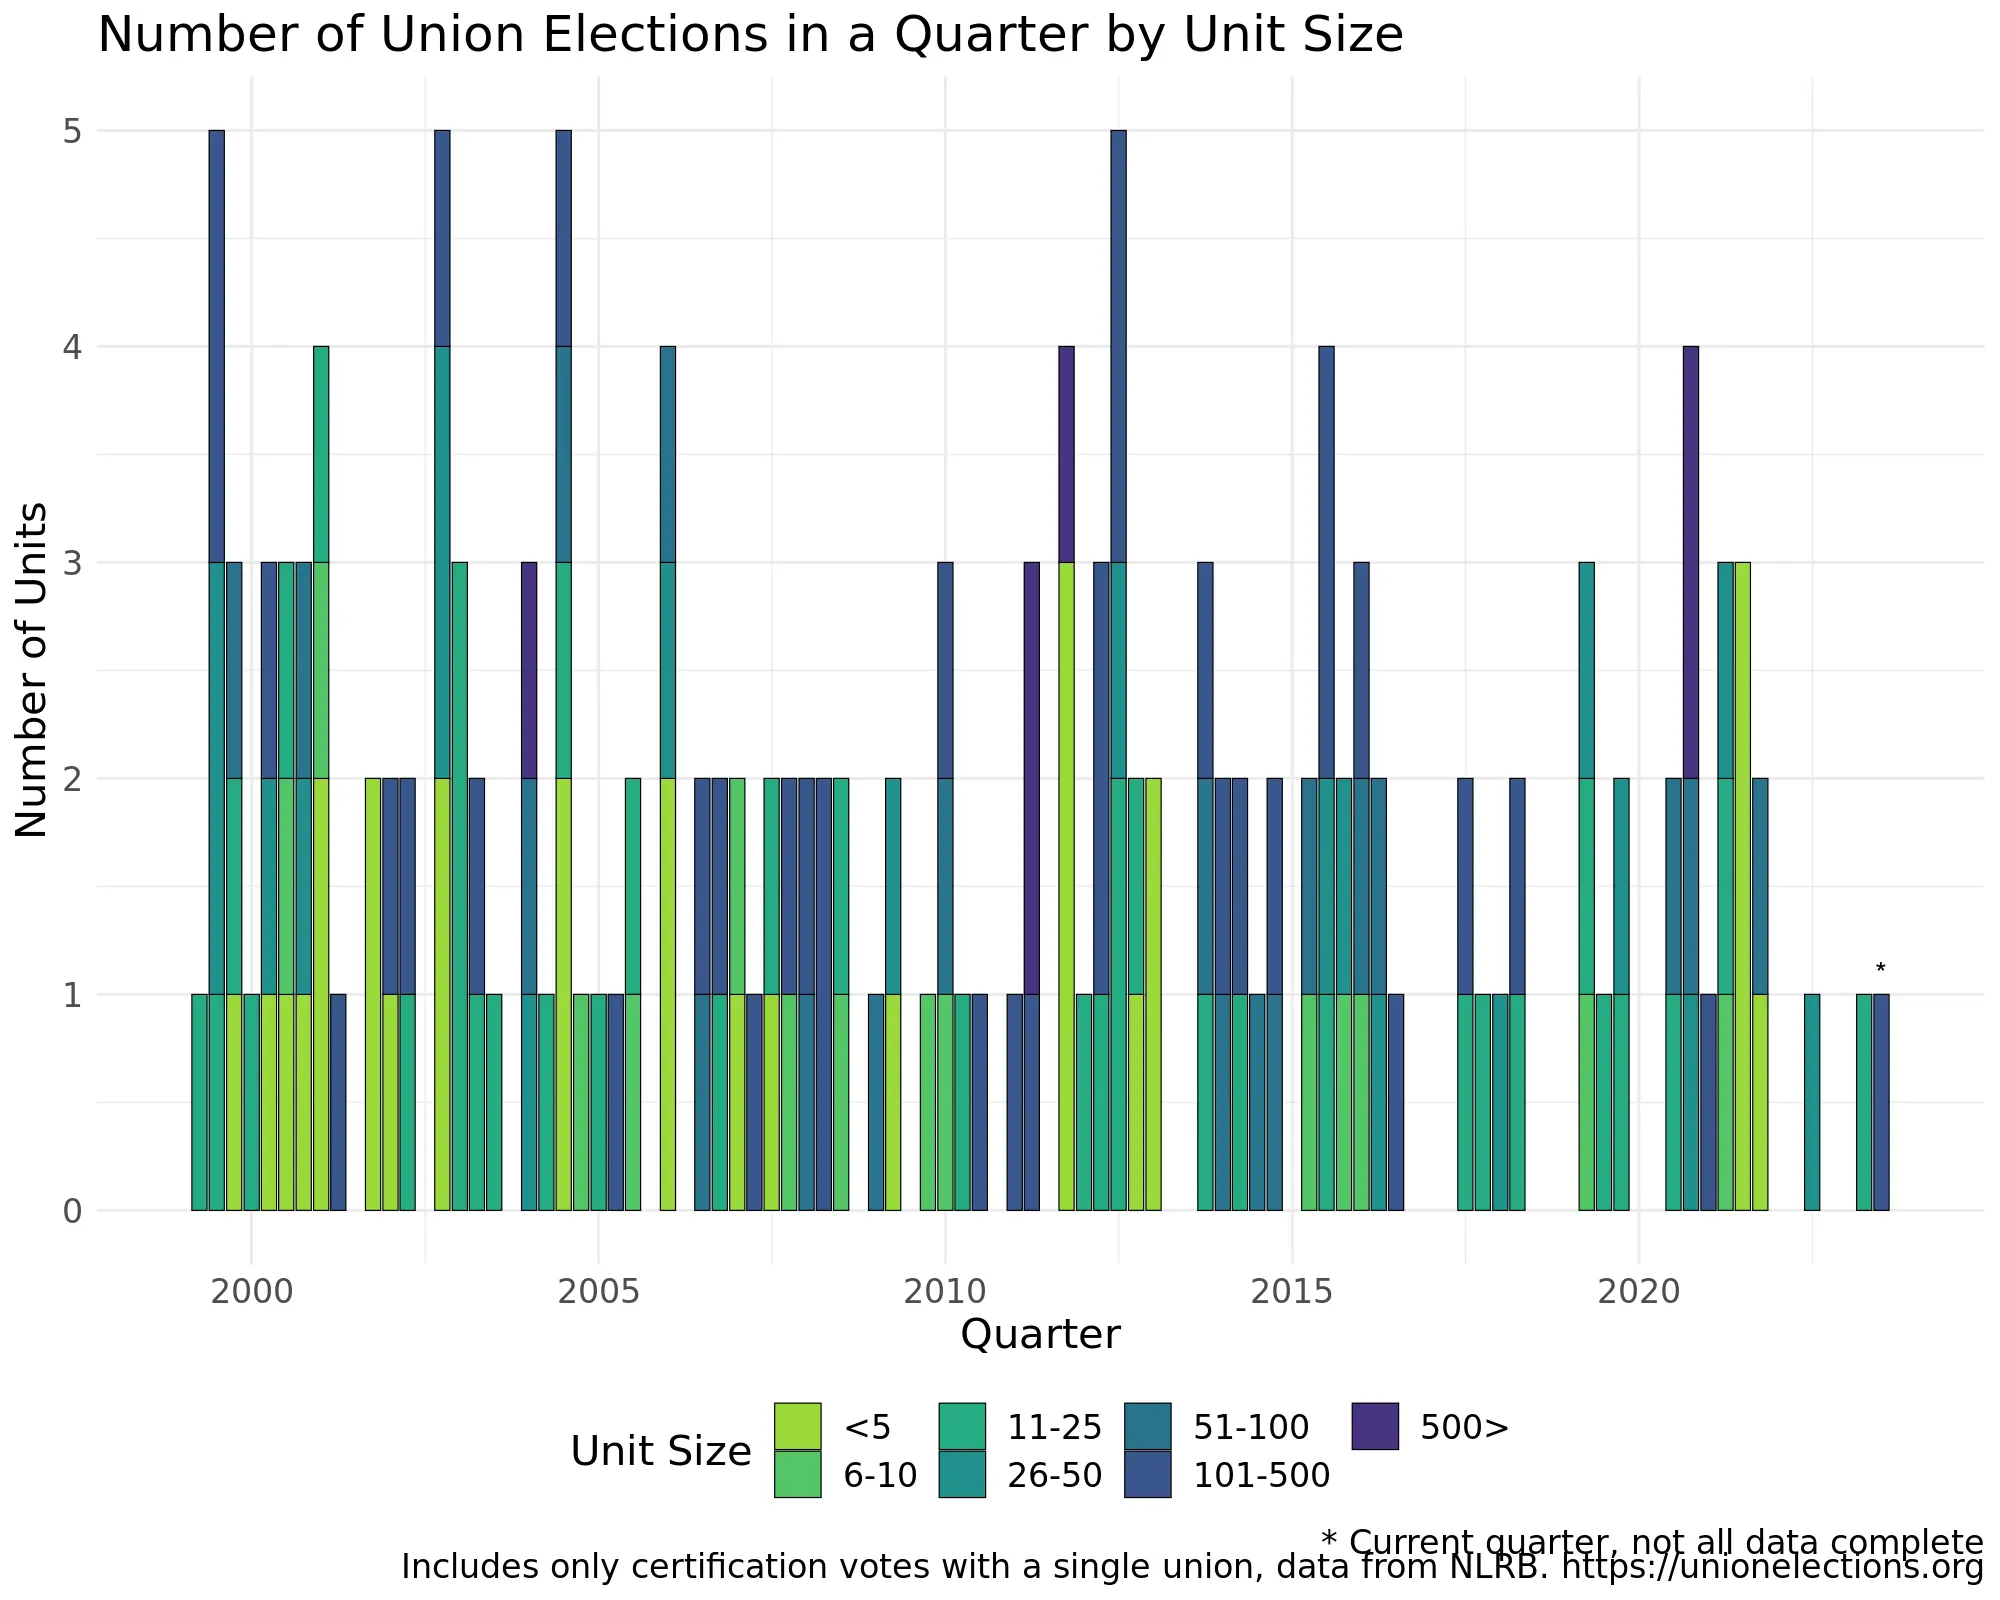 Number of Union Elections in a Quarter by Unit Size
Number of Units
5
4
3
2
1
0
*
2000 2005 2010 2015 2020
Quarter
Unit Size
<5 11-25 51-100 500>
6-10 26-50 101-500
* Current quarter, not all data complete
Includes only certification votes with a single union, data from NLRB. https://unionelections.org